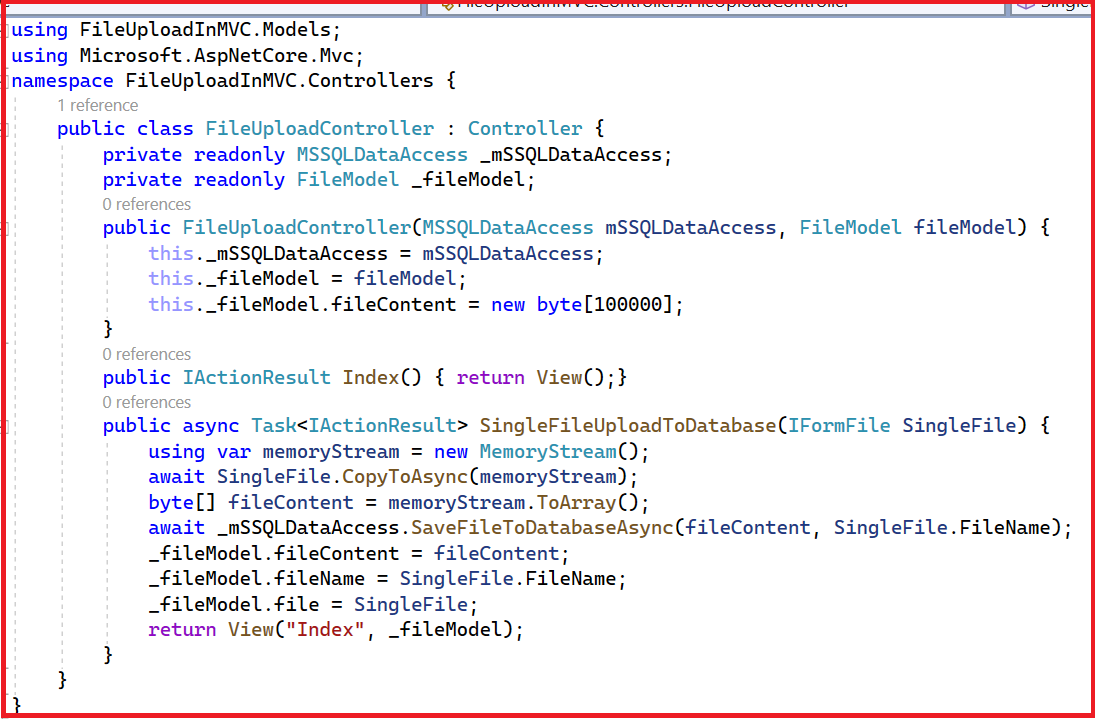 using FileUploadInMVC.Models;
using Microsoft.AspNetCore.Mvc;
namespace FileUploadInMVC.Controllers {
1 reference
public class FileUploadController : Controller {
private readonly MSSQLDataAccess _mSSQLDataAccess;
private readonly FileModel _fileModel;
0 references
public FileUploadController(MSSQLDataAccess mSSQLDataAccess, FileModel fileModel) {
this._mSSQLDataAccess = mSSQLDataAccess;
this._fileModel = fileModel;
this._fileModel.fileContent = new byte[100000];
}
0 references
public IActionResult Index() { return View();}
0 references
public async Task<IActionResult> SingleFileUploadToDatabase(IFormFile SingleFile) {
using var memoryStream = new MemoryStream();
await SingleFile.CopyToAsync(memoryStream);
byte[] fileContent = memoryStream.ToArray();
await _mSSQLDataAccess.SaveFileToDatabaseAsync(fileContent, SingleFile.FileName);
_fileModel.fileContent = fileContent;
_fileModel.fileName = SingleFile.FileName;
_fileModel.file = SingleFile;
return View("Index", _fileModel);
}
}
}